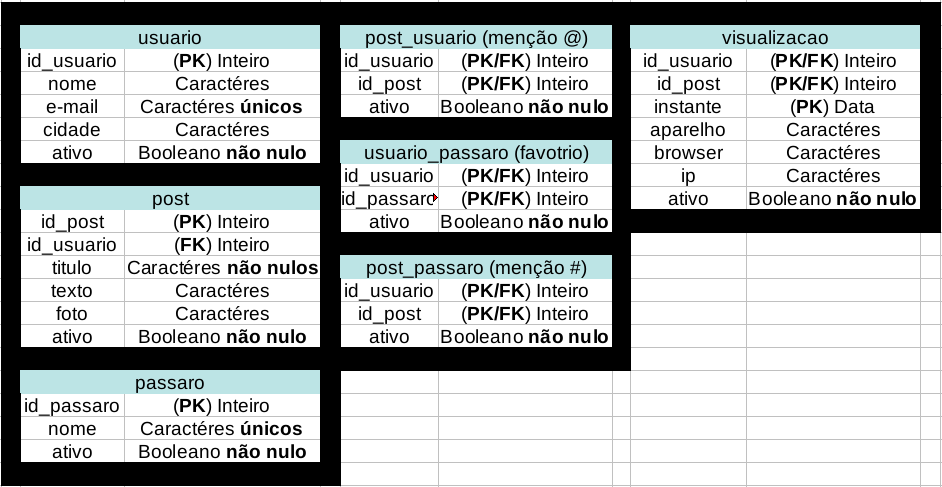 usuario
id_usuario (PK) Inteiro
nome Caractéres
e-mail Caractéres únicos
cidade Caractéres
ativo Booleano não nulo
post
id_post (PK) Inteiro
id_usuario (FK) Inteiro
titulo Caractéres não nulos
texto Caractéres
foto Caractéres
ativo Booleano não nulo
passaro
id_passaro (PK) Inteiro
nome Caractéres únicos
ativo Booleano não nulo
post_usuario (menção @)
id_usuario (PK/FK) Inteiro
id_post (PK/FK) Inteiro
ativo Booleano não nulo
usuario_passaro (favotrio)
id_usuario (PK/FK) Inteiro
id_passaro (PK/FK) Inteiro
ativo Booleano não nulo
post_passaro (menção #)
id_usuario (PK/FK) Inteiro
id_post (PK/FK) Inteiro
ativo Booleano não nulo
visualizacao
id_usuario (PK/FK) Inteiro
id_post (PK/FK) Inteiro
instante (PK) Data
aparelho Caractéres
browser Caractéres
ip Caractéres
ativo Booleano não nulo